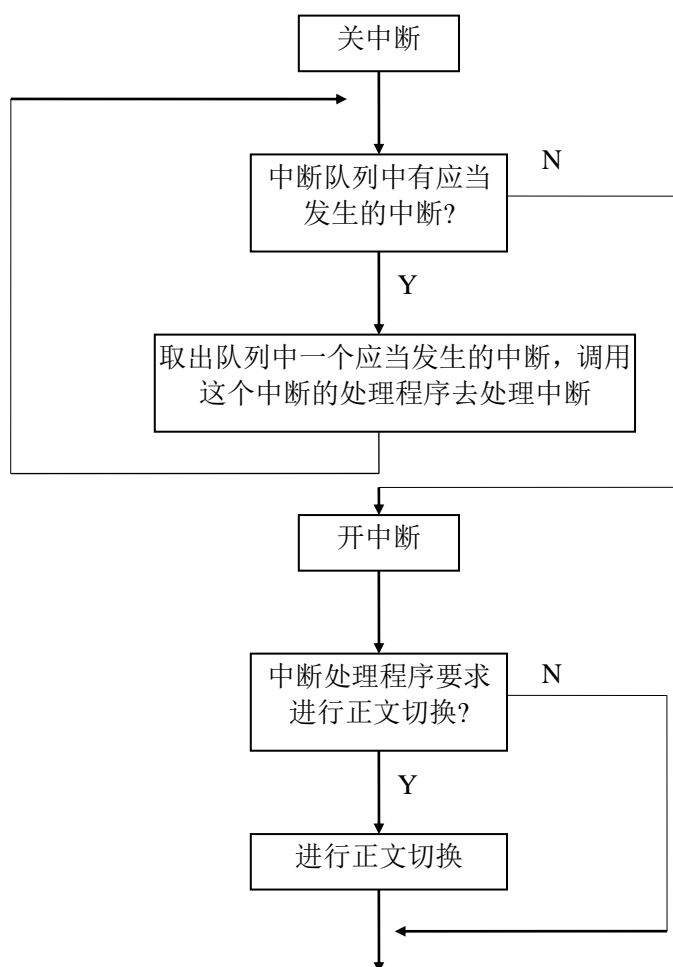 关中断
中断队列中有应当
发生的中断?
N
Y
取出队列中一个应当发生的中断，调用
这个中断的处理程序去处理中断
开中断
中断处理程序要求
进行正文切换?
N
Y
进行正文切换